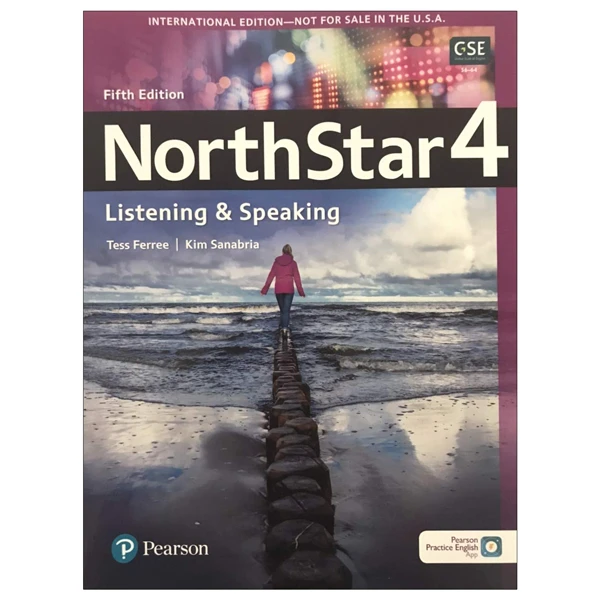 INTERNATIONAL EDITION—NOT FOR SALE IN THE U.S.A.
GSE
Fifth Edition
NorthStar 4
Listening & Speaking
Tess Ferree | Kim Sanabria
Pearson
Pearson
Practice English
App